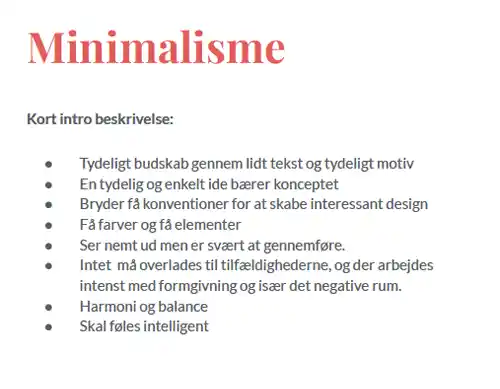 Minimalisme
Kort intro beskrivelse:
● Tydeligt budskab gennem lidt tekst og tydeligt motiv
● En tydelig og enkelt ide bærer konceptet
● Bryder få konventioner for at skabe interessant design
● Få farver og få elementer
● Ser nemt ud men er svært at gennemføre.
● Intet må overlades til tilfældighederne, og der arbejdes
intenst med formgivning og især det negative rum.
● Harmoni og balance
● Skal føles intelligent